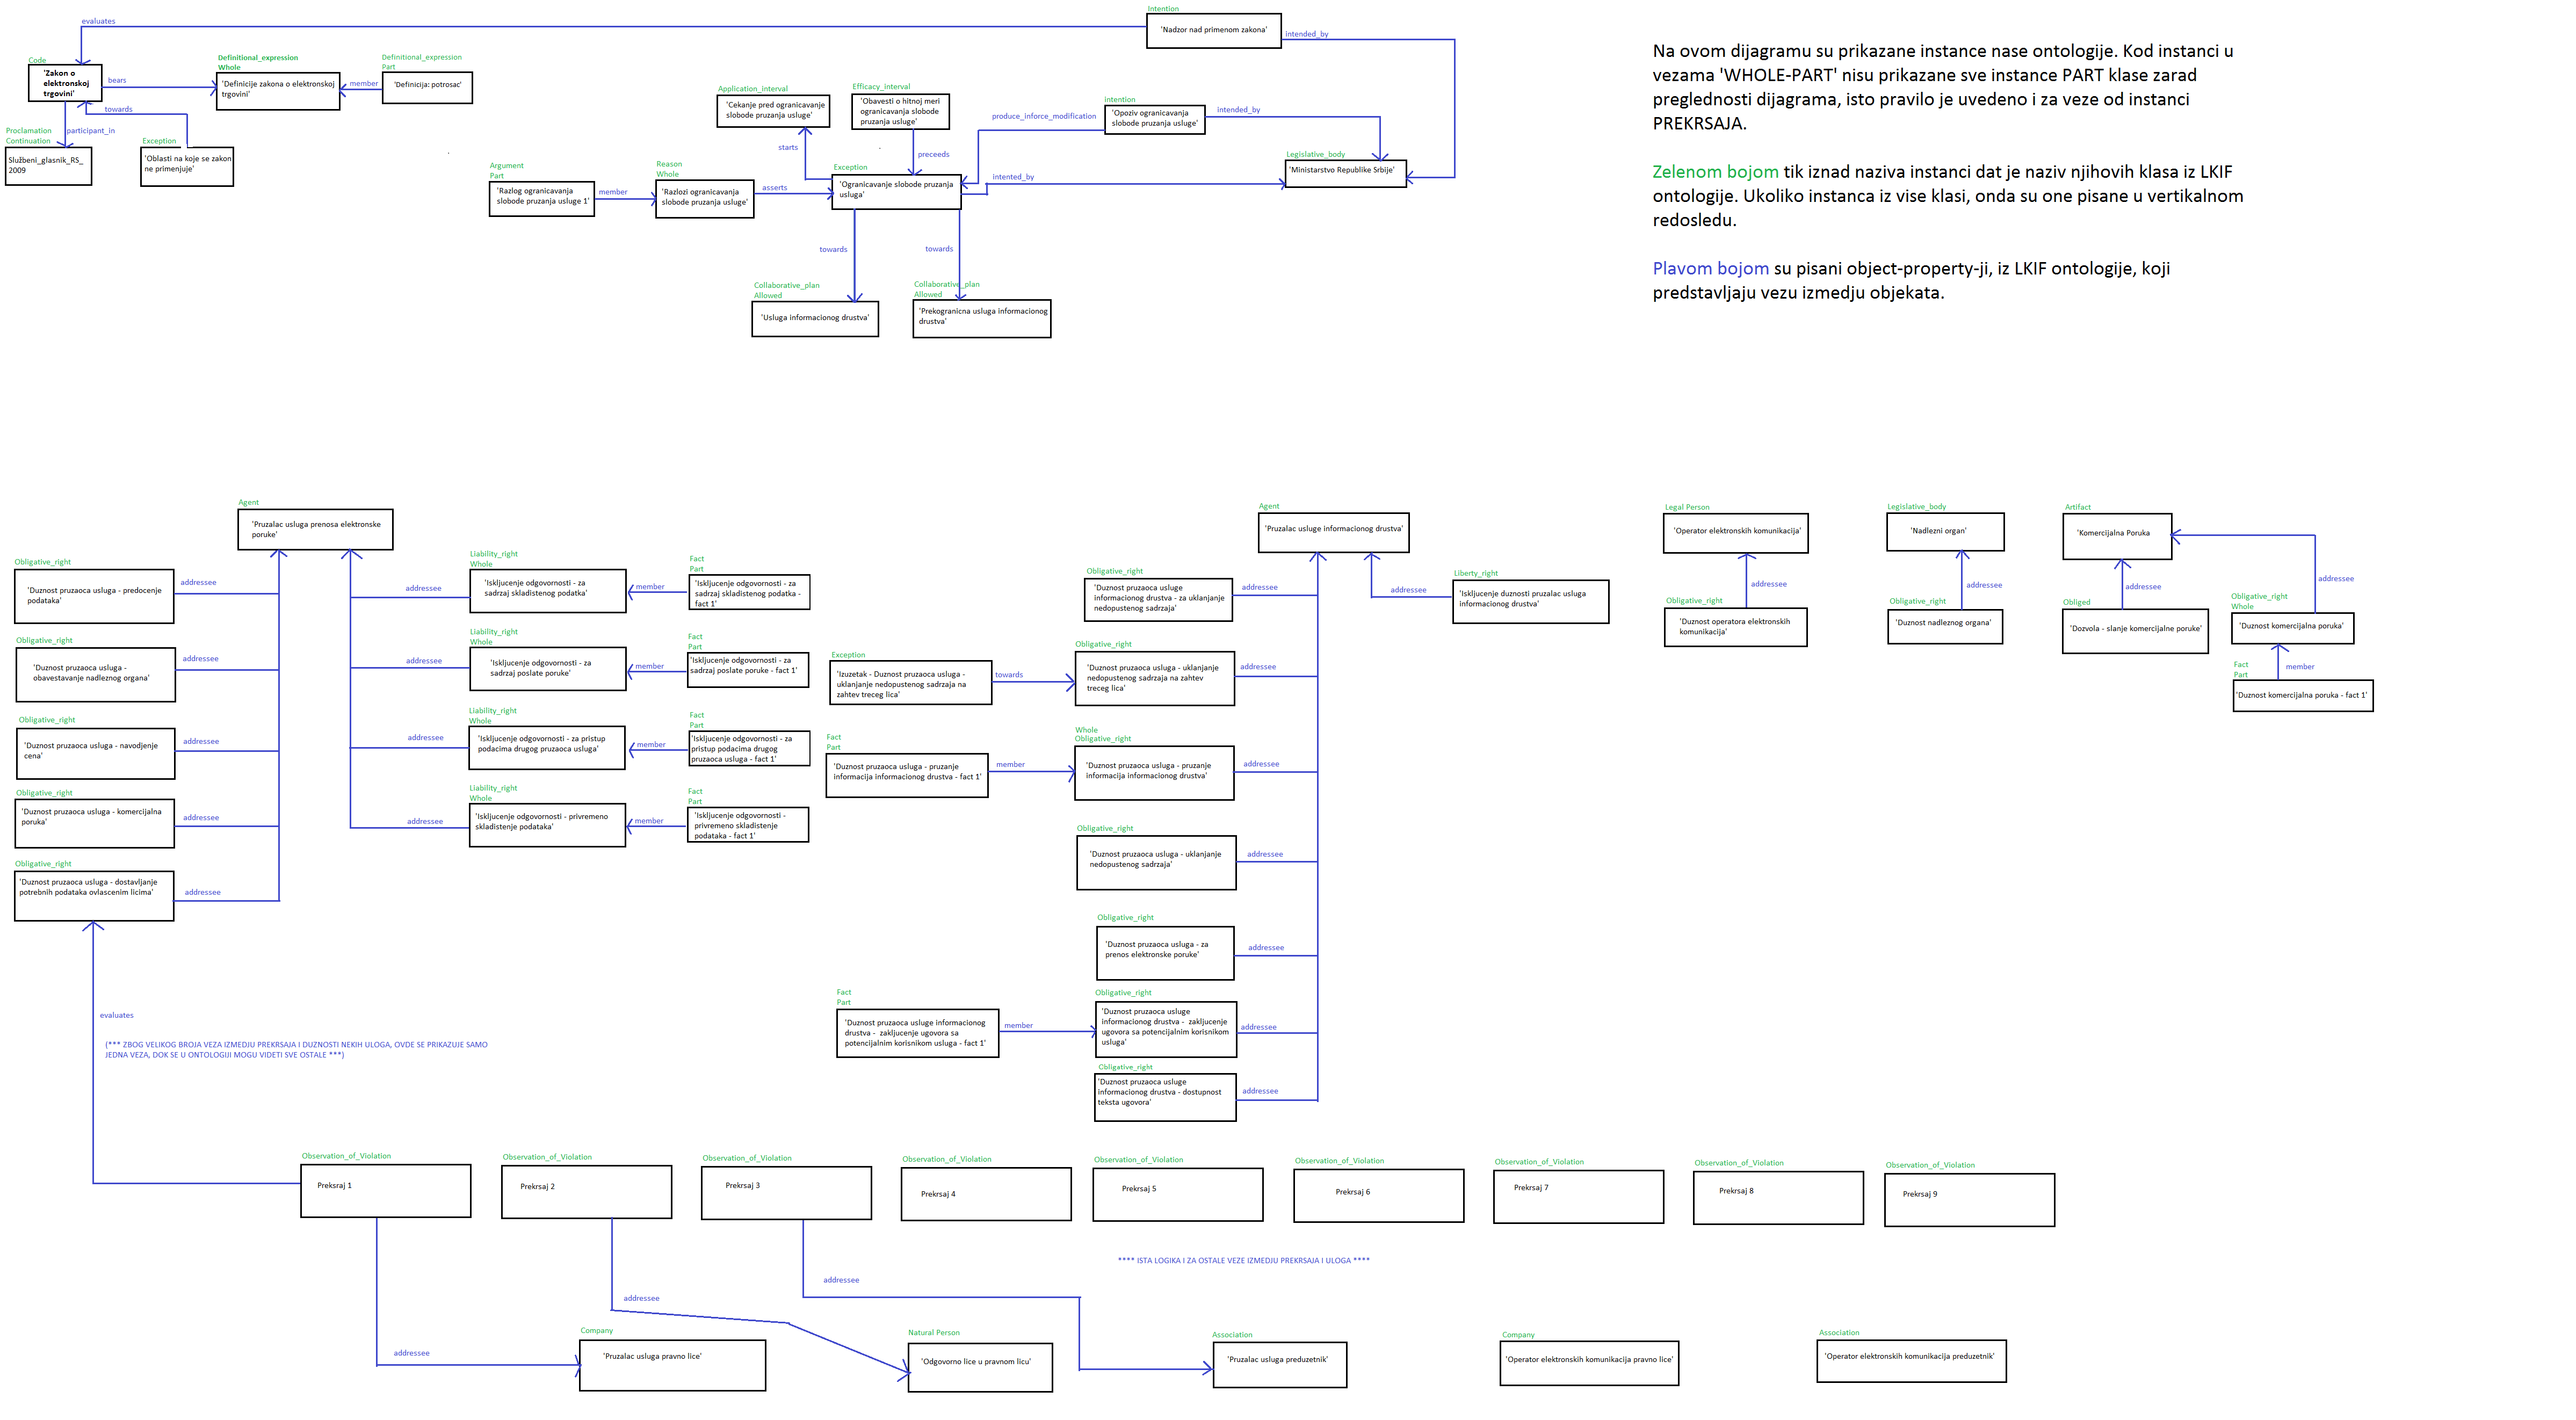 evaluates
Intention
'Nadzor nad primenom zakona'
intended_by
Code
'Zakon o
elektronskoj
trgovini'
bears
towards
Definitional_expression
Whole
'Definicije zakona o elektronskoj
trgovini'
member
Definitional_expression
Part
'Definicija: potrosac'
Proclamation
Continuation
participant_in
Službenl_glasnik_RS_
2009
Exception
'Oblasti na koje se zakon
ne primenjuje'
Application_interval
'Cekanje pred ogranicavanje
slobode pruzanja usluge'
Efficacy_interval
'Obavesti o hitnoj meri
ogranicavanja slobode
pruzanja usluge'
produce_inforce_modification
intention
'Opoziv ogranicavanja
slobode pruzanja usluge'
intended_by
starts
preceeds
Argument
Part
'Razlog ogranicavanja
slobode pruzanja usluge 1'
member
Reason
Whole
'Razlozi ogranicavanja
slobode pruzanja usluge'
asserts
Exception
'Ogranicavanje slobode pruzanja
usluga'
intented_by
Legislative_body
'Ministarstvo Republike Srbije'
towards
towards
Collaborative_plan
Allowed
'Usluga informacionog drustva'
Collaborative_plan
Allowed
'Prekogranicna usluga informacionog
drustva'
Na ovom dijagramu su prikazane instance nase ontologije. Kod instanci u
vezama 'WHOLE-PART' nisu prikazane sve instance PART klase zarad
preglednosti dijagrama, isto pravilo je uvedeno i za veze od instanci
PREKRSAJA.
Zelenom bojom tik iznad naziva instanci dat je naziv njihovih klasa iz LKIF
ontologije. Ukoliko instanca iz vise klasi, onda su one pisane u vertikalnom
redosledu.
Plavom bojom su pisani object-property-ji, iz LKIF ontologije, koji
predstavljaju vezu izmedju objekata.
Agent
'Pruzalac usluga prenosa elektronske
poruke'
Obligative_right
'Duznost pruzaoca usluga - predocenje
podataka'
addressee
Obligative_right
'Duznost pruzaoca usluga -
obavestavanje nadleznog organa'
addressee
Obligative_right
'Duznost pruzaoca usluga - navodjenje
cena'
addressee
Obligative_right
'Duznost pruzaoca usluga - komercijalna
poruka'
addressee
Obligative_right
'Duznost pruzaoca usluga - dostavljanje
potrebnih podataka ovlascenim licima'
addressee
addressee
Liability_right
Whole
'Iskljucenje odgovornosti - za
sadrzaj skladistenog podatka'
member
Fact
Part
'Iskljucenje odgovornosti - za
sadrzaj skladistenog podatka -
fact 1'
addressee
Liability_right
Whole
'Iskljucenje odgovornosti - za
sadrzaj poslate poruke'
member
Fact
Part
'Iskljucenje odgovornosti - za
sadrzaj poslate poruke - fact 1'
addressee
Liability_right
Whole
'Iskljucenje odgovornosti - za pristup
podacima drugog pruzaoca usluga'
member
Fact
Part
'Iskljucenje odgovornosti - za
pristup podacima drugog
pruzaoca usluga - fact 1'
addressee
Liability_right
Whole
'Iskljucenje odgovornosti - privremeno
skladistenje podataka'
member
Fact
Part
'Iskljucenje odgovornosti -
privremeno skladistenje
podataka - fact 1'
Agent
'Pruzalac usluge informacionog drustva'
Obligative_right
'Duznost pruzaoca usluge
informacionog drustva - za uklanjanje
nedopustenog sadrzaja'
addressee
addressee
Liberty_right
'Iskljucenje duznosti pruzalac usluga
informacionog drustva'
Exception
'Izuzetak - Duznost pruzaoca usluga -
uklanjanje nedopustenog sadrzaja na
zahtev treceg lica'
towards
Obligative_right
'Duznost pruzaoca usluga - uklanjanje
nedopustenog sadrzaja na zahtev
treceg lica'
addressee
Fact
Part
'Duznost pruzaoca usluga - pruzanje
informacija informacionog drustva - fact 1'
member
Whole
Obligative_right
'Duznost pruzaoca usluga - pruzanje
informacija informacionog drustva'
addressee
Obligative_right
'Duznost pruzaoca usluga - uklanjanje
nedopustenog sadrzaja'
addressee
Obligative_right
'Duznost pruzaoca usluga - za
prenos elektronske poruke'
addressee
Fact
Part
'Duznost pruzaoca usluge informacionog
drustva - zakljucenje ugovora sa
potencijalnim korisnikom usluga - fact 1'
member
Obligative_right
'Duznost pruzaoca usluge
informacionog drustva - zakljucenje
ugovora sa potencijalnim korisnikom
usluga'
addressee
Cbligative_right
'Duznost pruzaoca usluge
informacionog drustva - dostupnost
teksta ugovora'
addressee
Legal Person
'Operator elektronskih komunikacija'
addressee
Obligative_right
'Duznost operatora elektronskih
komunikacija'
Legislative_body
'Nadlezni organ'
addressee
Obligative_right
'Duznost nadleznog organa'
Artifact
'Komercijalna Poruka
addressee
addressee
Obliged
'Dozvola - slanje komercijalne poruke'
Obligative_right
Whole
'Duznost komercijalna poruka'
member
Fact
Part
'Duznost komercijalna poruka - fact 1'
evaluates
(*** ZBOG VELIKOG BROJA VEZA IZMEDJU PREKRSAJA I DUZNOSTI NEKIH ULOGA, OVDE SE PRIKAZUJE SAMO
JEDNA VEZA, DOK SE U ONTOLOGIJI MOGU VIDETI SVE OSTALE ***)
Observation_of_Violation
Preksraj 1
Observation_of_Violation
Prekrsaj 2
Observation_of_Violation
Prekrsaj 3
Observation_of_Violation
Prekrsaj 4
Observation_of_Violation
Prekrsaj 5
Observation_of_Violation
Prekrsaj 6
Observation_of_Violation
Prekrsaj 7
Observation_of_Violation
Prekrsaj 8
Observation_of_Violation
Prekrsaj 9
**** ISTA LOGIKA I ZA OSTALE VEZE IZMEDJU PREKRSAJA I ULOGA ****
addressee
addressee
addressee
Company
'Pruzalac usluga pravno lice'
Natural Person
'Odgovorno lice u pravnom licu'
Association
'Pruzalac usluga preduzetnik'
Company
'Operator elektronskih komunikacija pravno lice'
Association
'Operator elektronskih komunikacija preduzetnik'